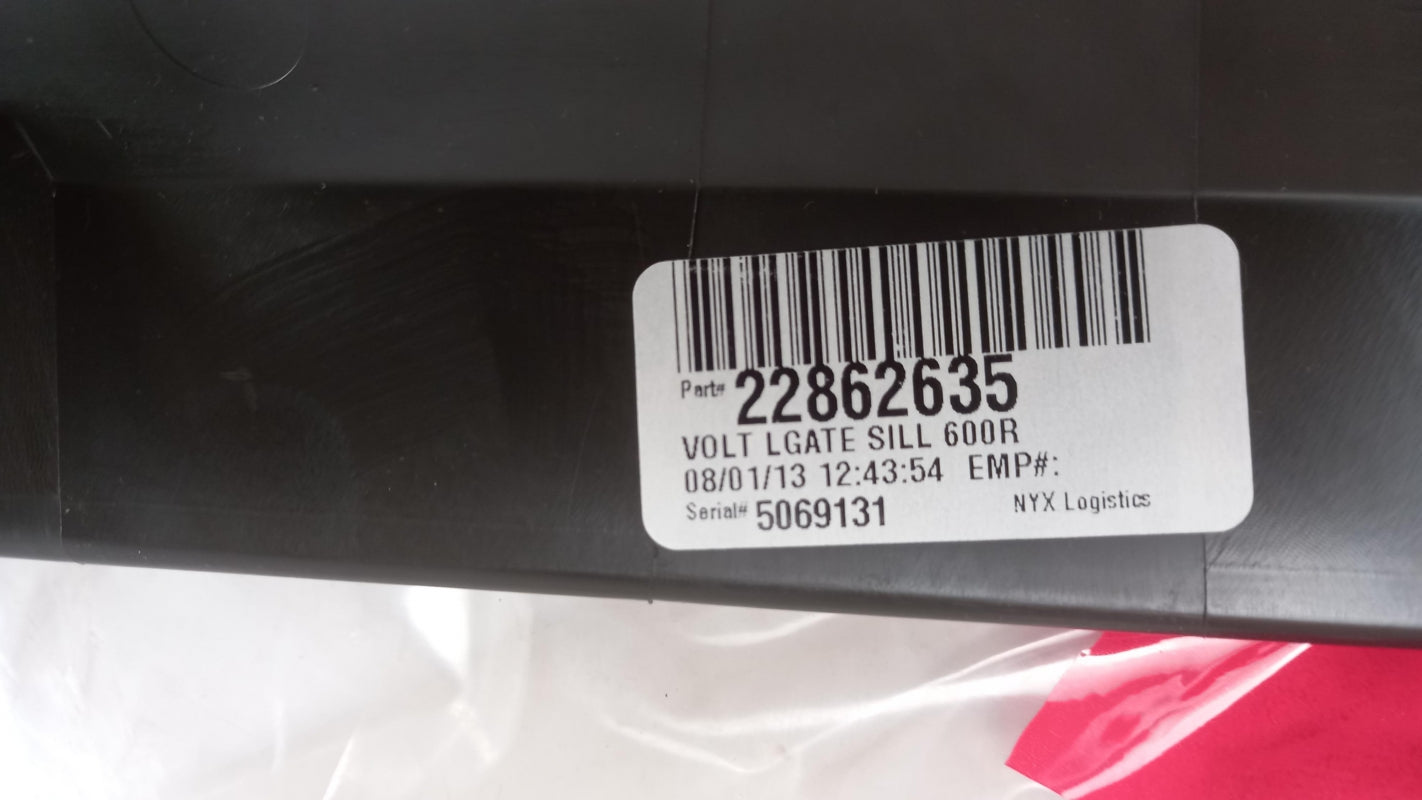 Part# 22862635
VOLT LGATE SILL 600R
08/01/13 12:43:54 EMP#:
Serial# 5069131 NYX Logistics